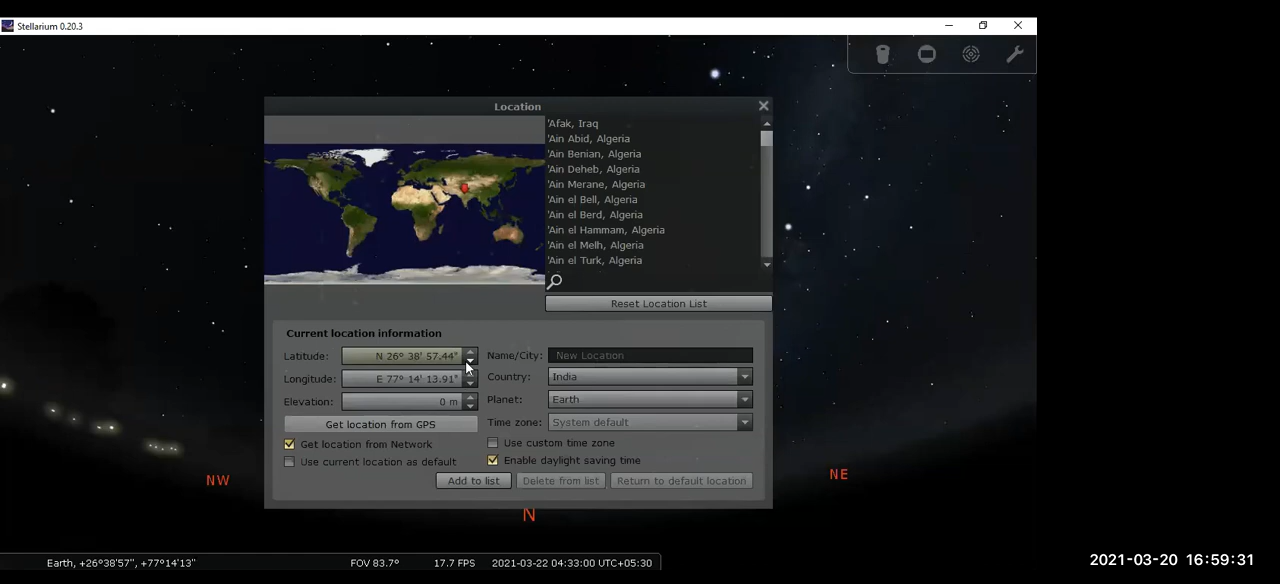 Stellarium 0.20.3
Location
'Afak, Iraq
'Ain Abid, Algeria
'Ain Benian, Algeria
'Ain Deheb, Algeria
'Ain Merane, Algeria
'Ain el Bell, Algeria
'Ain el Berd, Algeria
'Ain el Hammam, Algeria
'Ain el Melh, Algeria
'Ain el Turk, Algeria
Reset Location List
Current location information
Latitude: N 26° 38' 57.44" Name/City: New Location
Longitude: E 77° 14' 13.91" Country: India
Elevation: 0 m Planet: Earth
Get location from GPS Time zone: System default
Get location from Network Use custom time zone
Use current location as default Enable daylight saving time
Add to list Delete from list Return to default location
NW N NE
Earth, +26°38'57", +77°14'13" FOV 83.7° 17.7 FPS 2021-03-22 04:33:00 UTC+05:30
2021-03-20 16:59:31